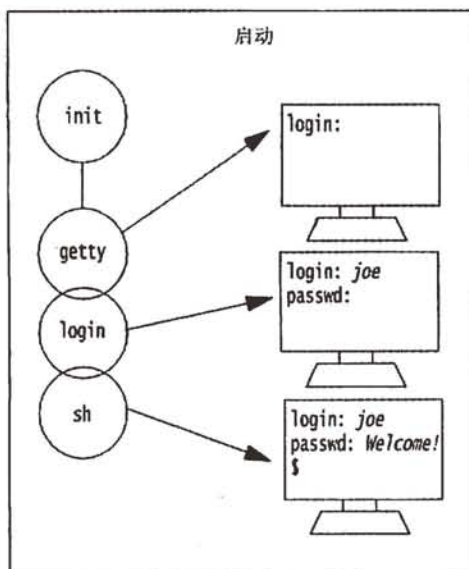 启动
init
getty
login
sh
login:
login: joe
passwd:
login: joe
passwd: Welcome!
$